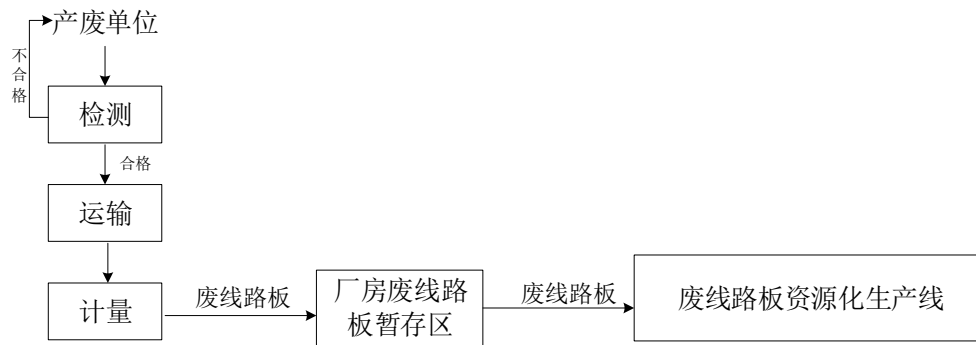 产废单位
不合格
检测
合格
运输
计量
废线路板
厂房废线路
板暂存区
废线路板
废线路板资源化生产线